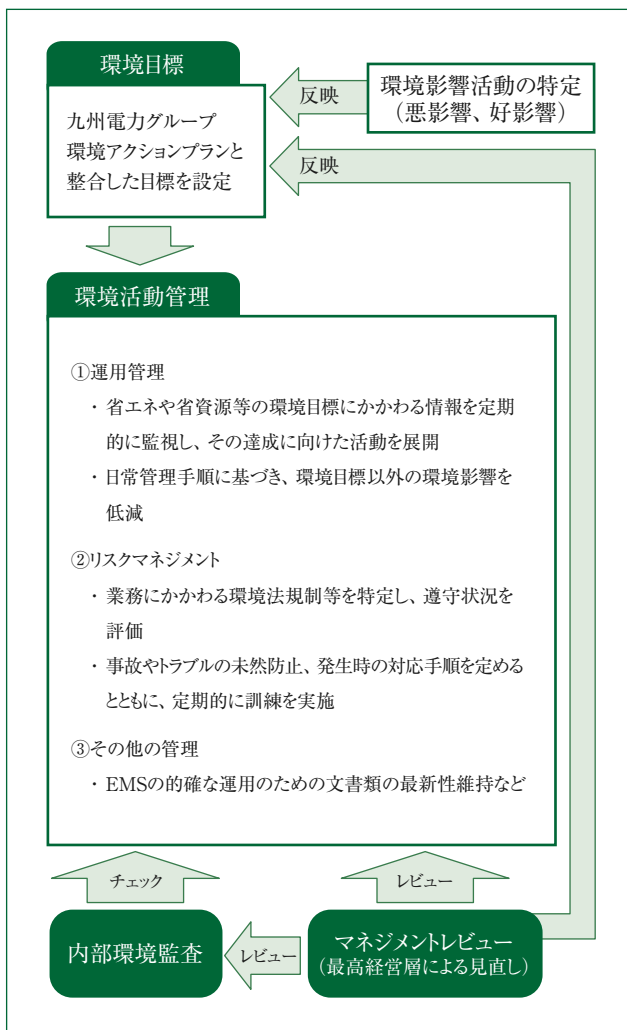 環境目標
九州電力グループ
環境アクションプランと
整合した目標を設定
反映
環境影響活動の特定
（悪影響、好影響）
反映
環境活動管理
①運用管理
・省エネや省資源等の環境目標にかかわる情報を定期
的に監視し、その達成に向けた活動を展開
・日常管理手順に基づき、環境目標以外の環境影響を
低減
②リスクマネジメント
・業務にかかわる環境法規制等を特定し、遵守状況を
評価
・事故やトラブルの未然防止、発生時の対応手順を定める
とともに、定期的に訓練を実施
③その他の管理
・EMSの的確な運用のための文書類の最新性維持など
チェック
レビュー
内部環境監査
レビュー
マネジメントレビュー
（最高経営層による見直し）